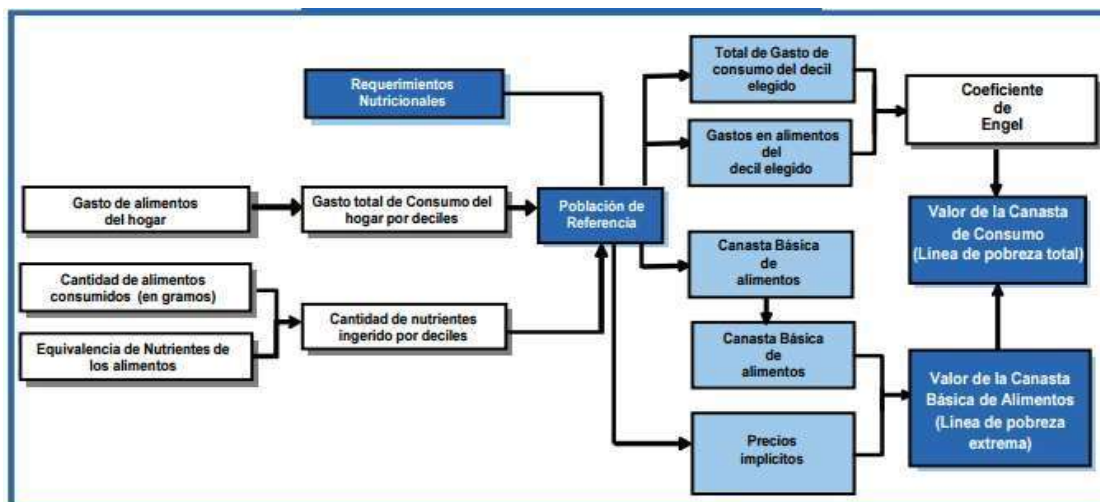 Requerimientos
Nutricionales
Gasto de alimentos
del hogar
Gasto total de Consumo del
hogar por deciles
Cantidad de alimentos
consumidos (en gramos)
Equivalencia de Nutrientes de
los alimentos
Cantidad de nutrientes
ingerido por deciles
Población de
Referencia
Total de Gasto de
consumo del decil
elegido
Gastos en alimentos
del
decil elegido
Canasta Básica
de
alimentos
Canasta Básica
de
alimentos
Precios
implícitos
Coeficiente
de
Engel
Valor de la Canasta
de Consumo
(Linea de pobreza total)
Valor de la Canasta
Básica de Alimentos
(Linea de pobreza
extrema)